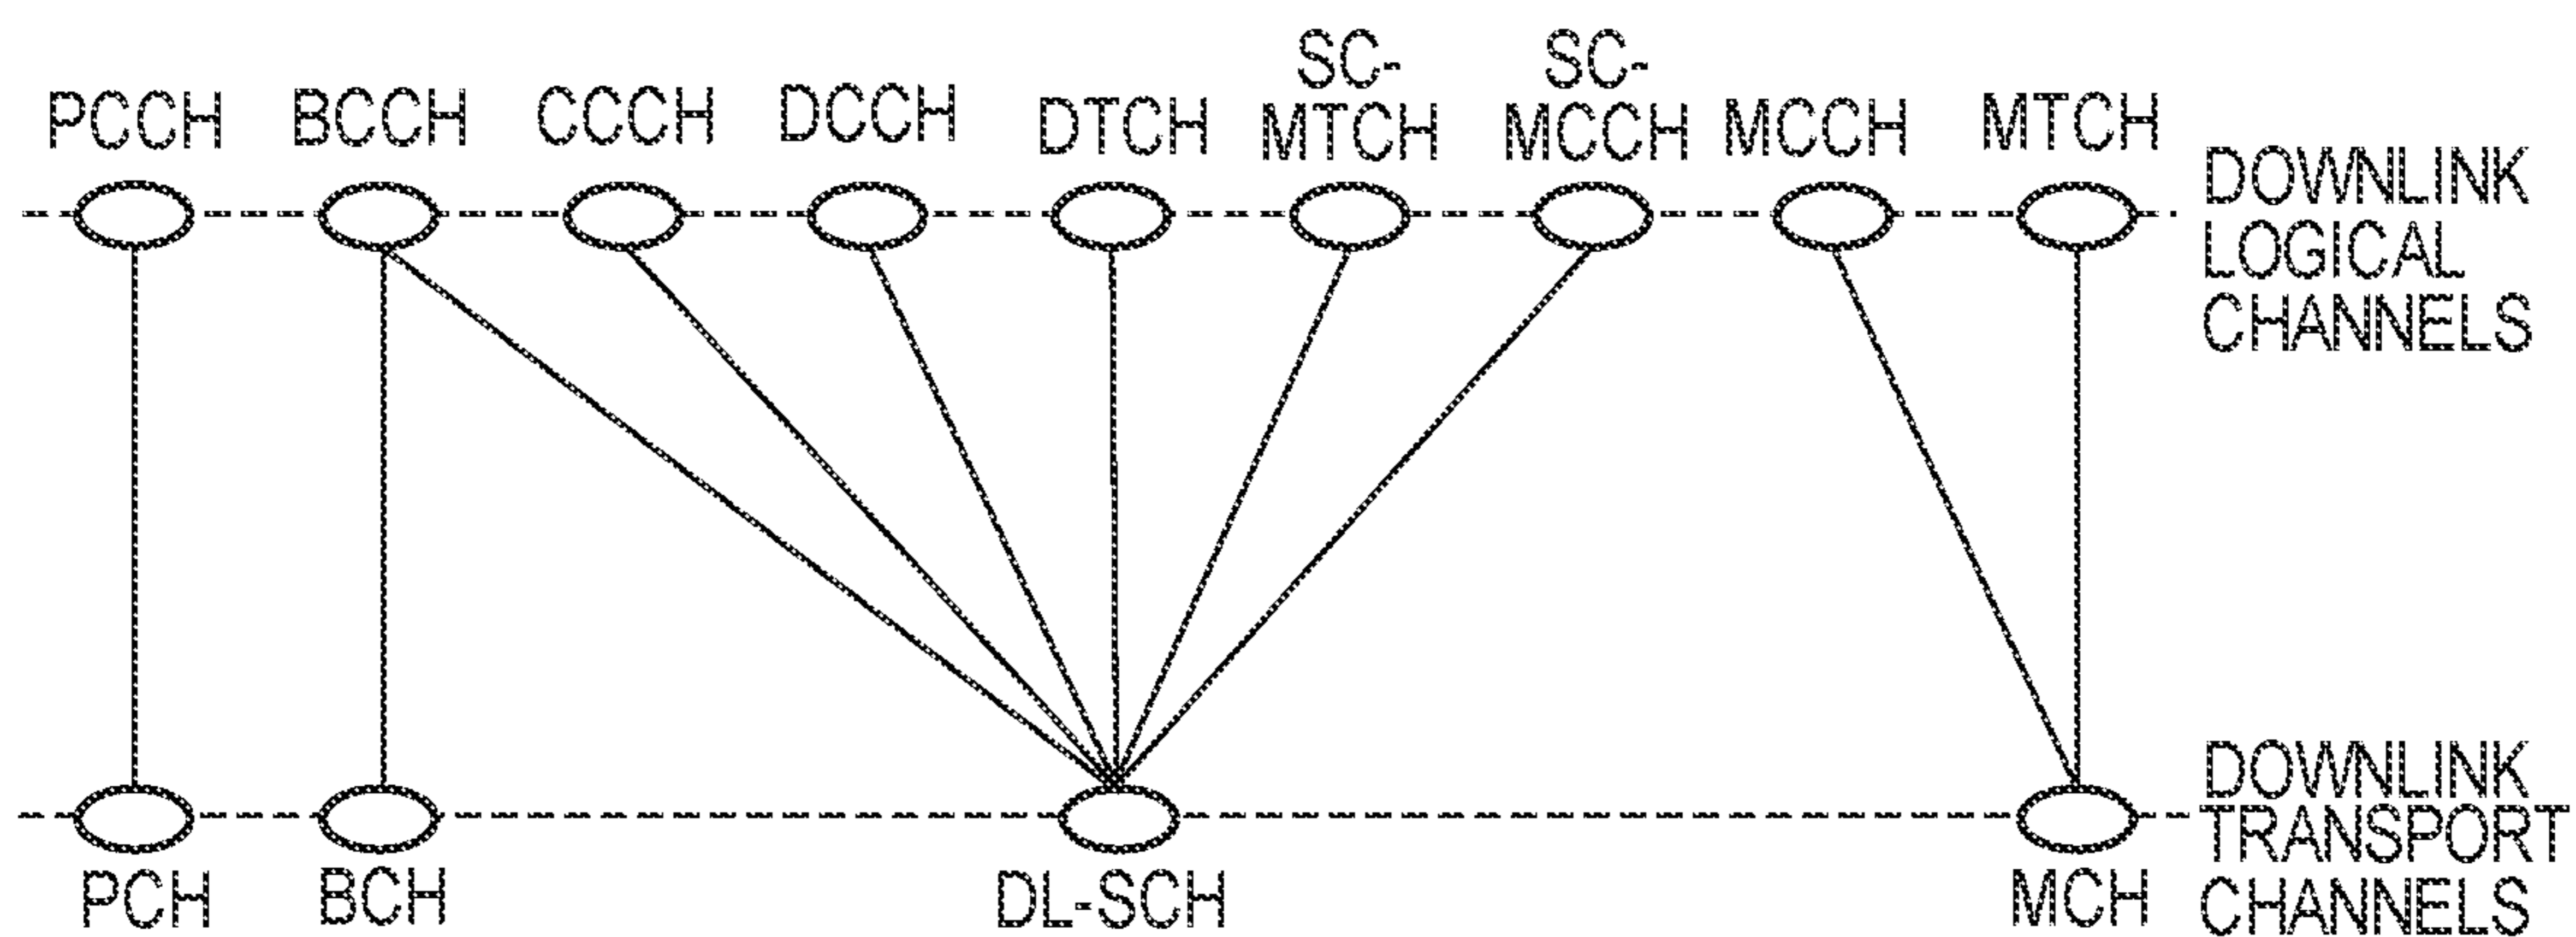 PCCH
BCCH
CCCH
DCCH
DTCH
SC-
MTCH
SC-
MCCH
MCCH
MTCH
DOWNLINK
LOGICAL
CHANNELS
PCH
BCH
DL-SCH
MCH
DOWNLINK
TRANSPORT
CHANNELS